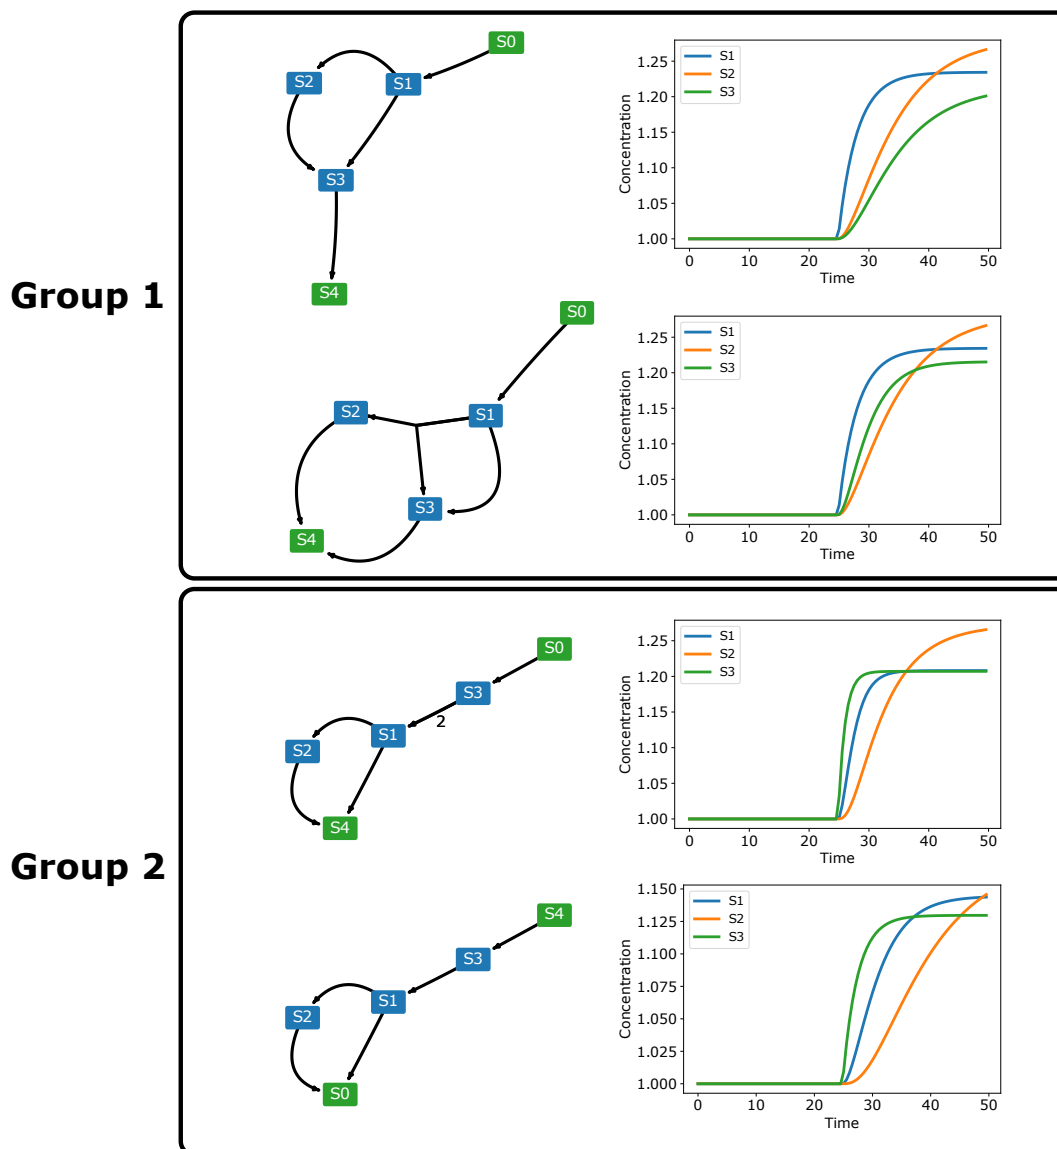 Group 1
S0
S2
S1
S3
S4
S1
S2
S3
Concentration
1.25
1.20
1.15
1.10
1.05
1.00
0 10 20 30 40 50
Time
S0
S2
S1
S3
S4
S1
S2
S3
Concentration
1.25
1.20
1.15
1.10
1.05
1.00
0 10 20 30 40 50
Time
Group 2
S0
S3
2
S1
S2
S4
S1
S2
S3
Concentration
1.25
1.20
1.15
1.10
1.05
1.00
0 10 20 30 40 50
Time
S4
S3
S1
S2
S0
S1
S2
S3
Concentration
1.150
1.125
1.100
1.075
1.050
1.025
1.000
0 10 20 30 40 50
Time